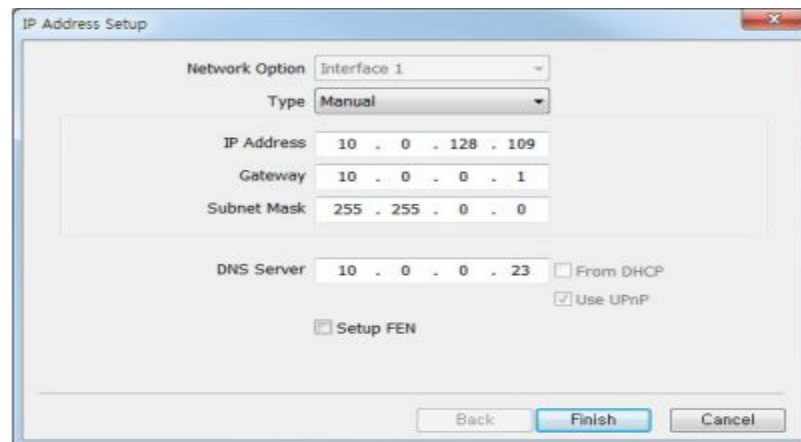 IP Address Setup
Network Option Interface 1
Type Manual
IP Address 10 . 0 . 128 . 109
Gateway 10 . 0 . 0 . 1
Subnet Mask 255 . 255 . 0 . 0
DNS Server 10 . 0 . 0 . 23 From DHCP
Use UPnP
Setup FEN
Back Finish Cancel